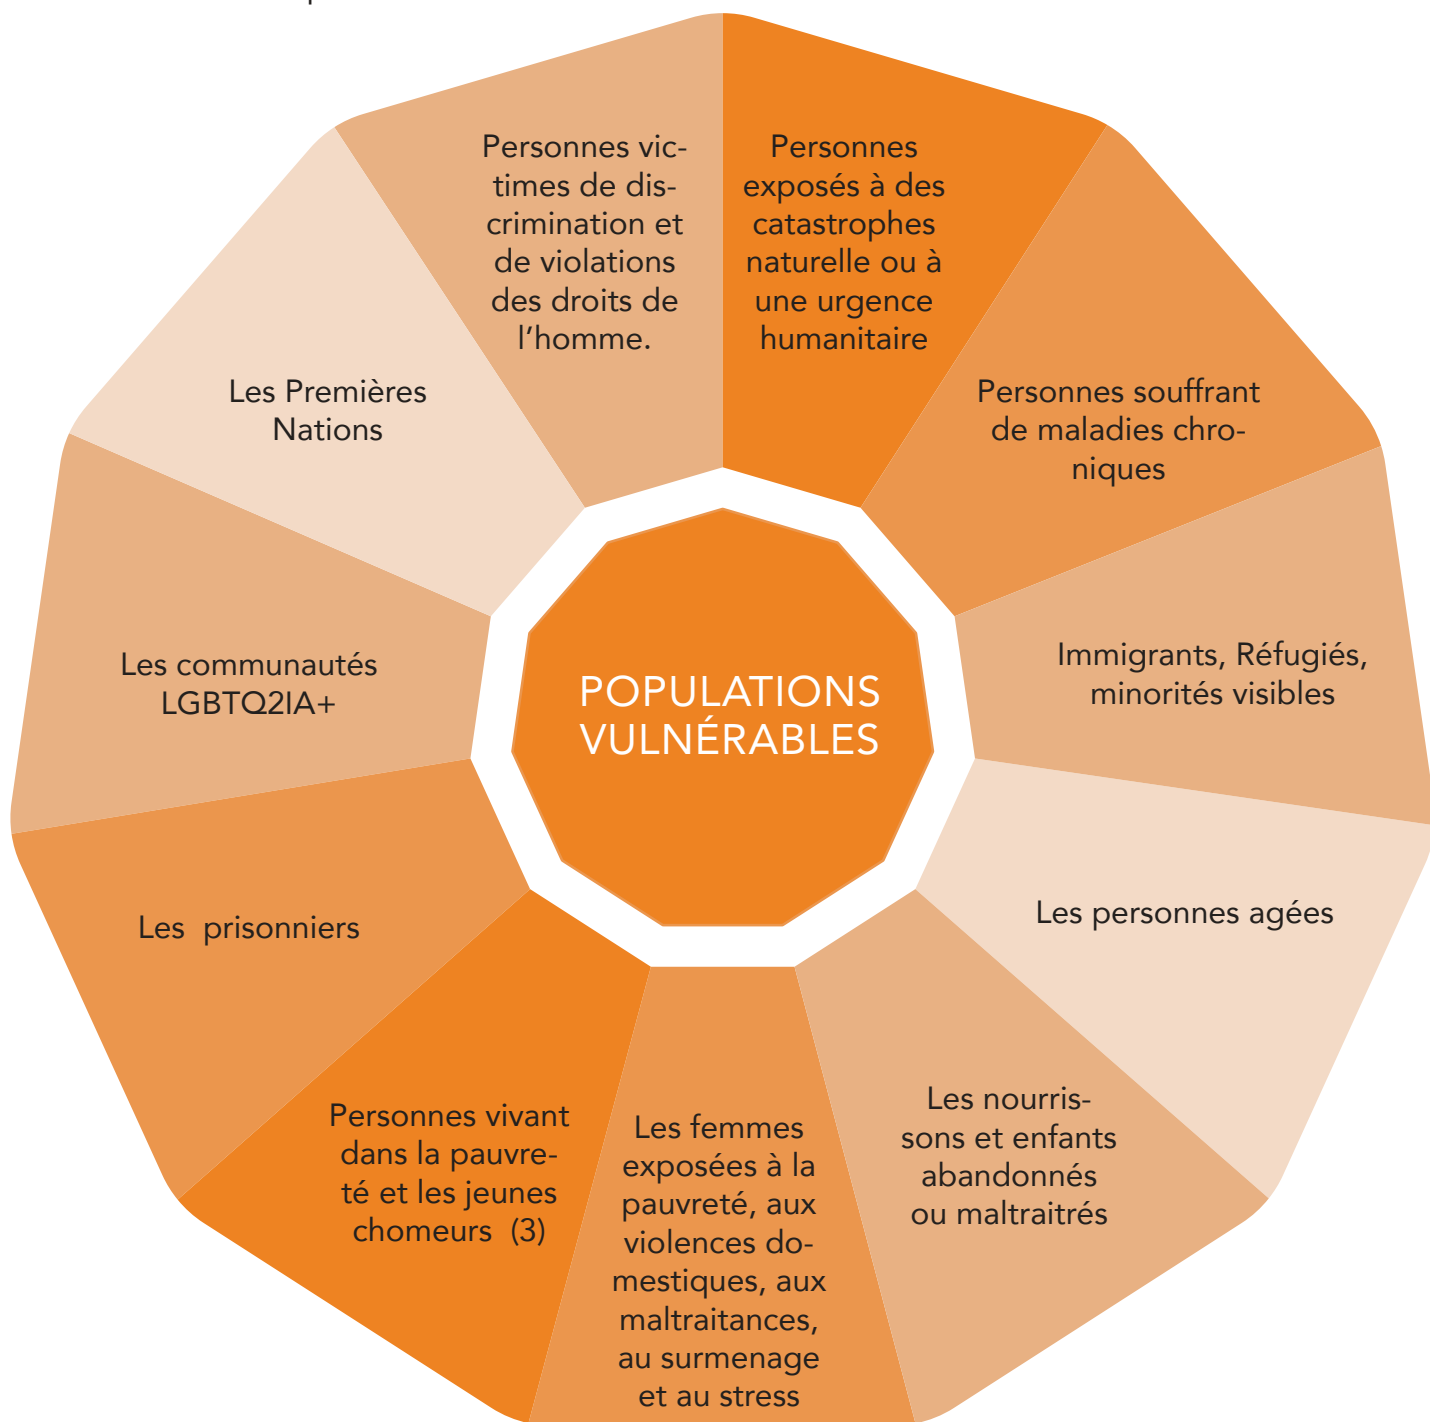 Personnes vic-
times de dis-
crimination et
de violations
des droits de
l'homme.
Personnes
exposés à des
catastrophes
naturelle ou à
une urgence
humanitaire
Personnes souffrant
de maladies chro-
niques
Immigrants, Réfugiés,
minorités visibles
Les personnes agées
Les nourris-
sons et enfants
abandonnés
ou maltraitrés
Les femmes
exposées à la
pauvreté, aux
violences do-
mestiques, aux
maltraitances,
au surmenage
et au stress
Personnes vivant
dans la pauvre-
té et les jeunes
chomeurs  (3)
Les  prisonniers
Les communautés
LGBTQ2IA+
Les Premières
Nations
POPULATIONS
VULNÉRABLES